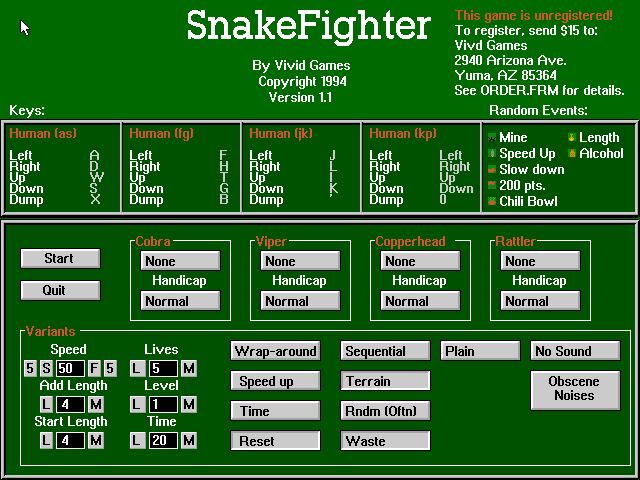 SnakeFighter
This game is unregistered!
To register, send $15 to:
Vivd Games
2940 Arizona Ave.
Yuma, AZ 85364
See ORDER.FRM for details.
By Vivid Games
Copyright 1994
Version 1.1
Keys:
Random Events:
Human (as) Human (fg) Human (jk) Human (kp)
Left A Left F Left J Left Left
Right D Right H Right L Right Right
Up W Up T Up I Up Up
Down S Down G Down K Down Down
Dump X Dump B Dump ' Dump 0
Mine Length
Speed Up Alcohol
Slow down
200 pts.
Chili Bowl
Start
Quit
Cobra Viper Copperhead Rattler
None None None None
Handicap Handicap Handicap Handicap
Normal Normal Normal Normal
Variants
Speed Lives
5 S 50 F 5 L 5 M
Add Length Level
L 4 M L 1 M
Start Length Time
L 4 M L 20 M
Wrap-around Sequential Plain No Sound
Speed up Terrain Obscene
Noises
Time Rndm (Oftn)
Reset Waste